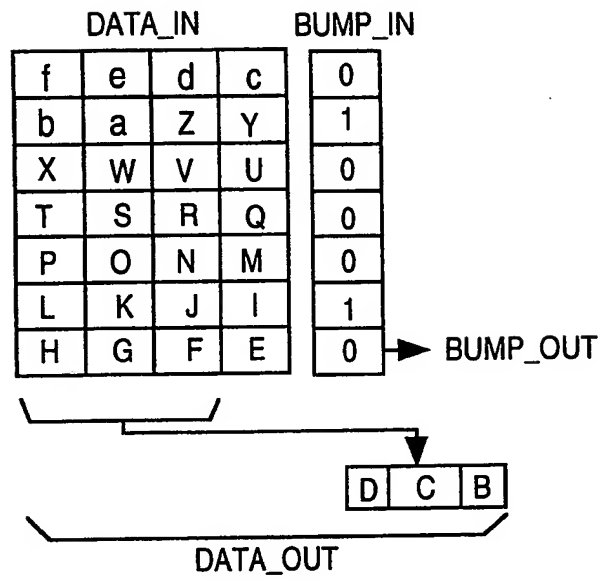 DATA_IN BUMP_IN
f e d c 0
b a Z Y 1
X W V U 0
T S R Q 0
P O N M 0
L K J I 1
H G F E 0 BUMP_OUT
D C B
DATA_OUT